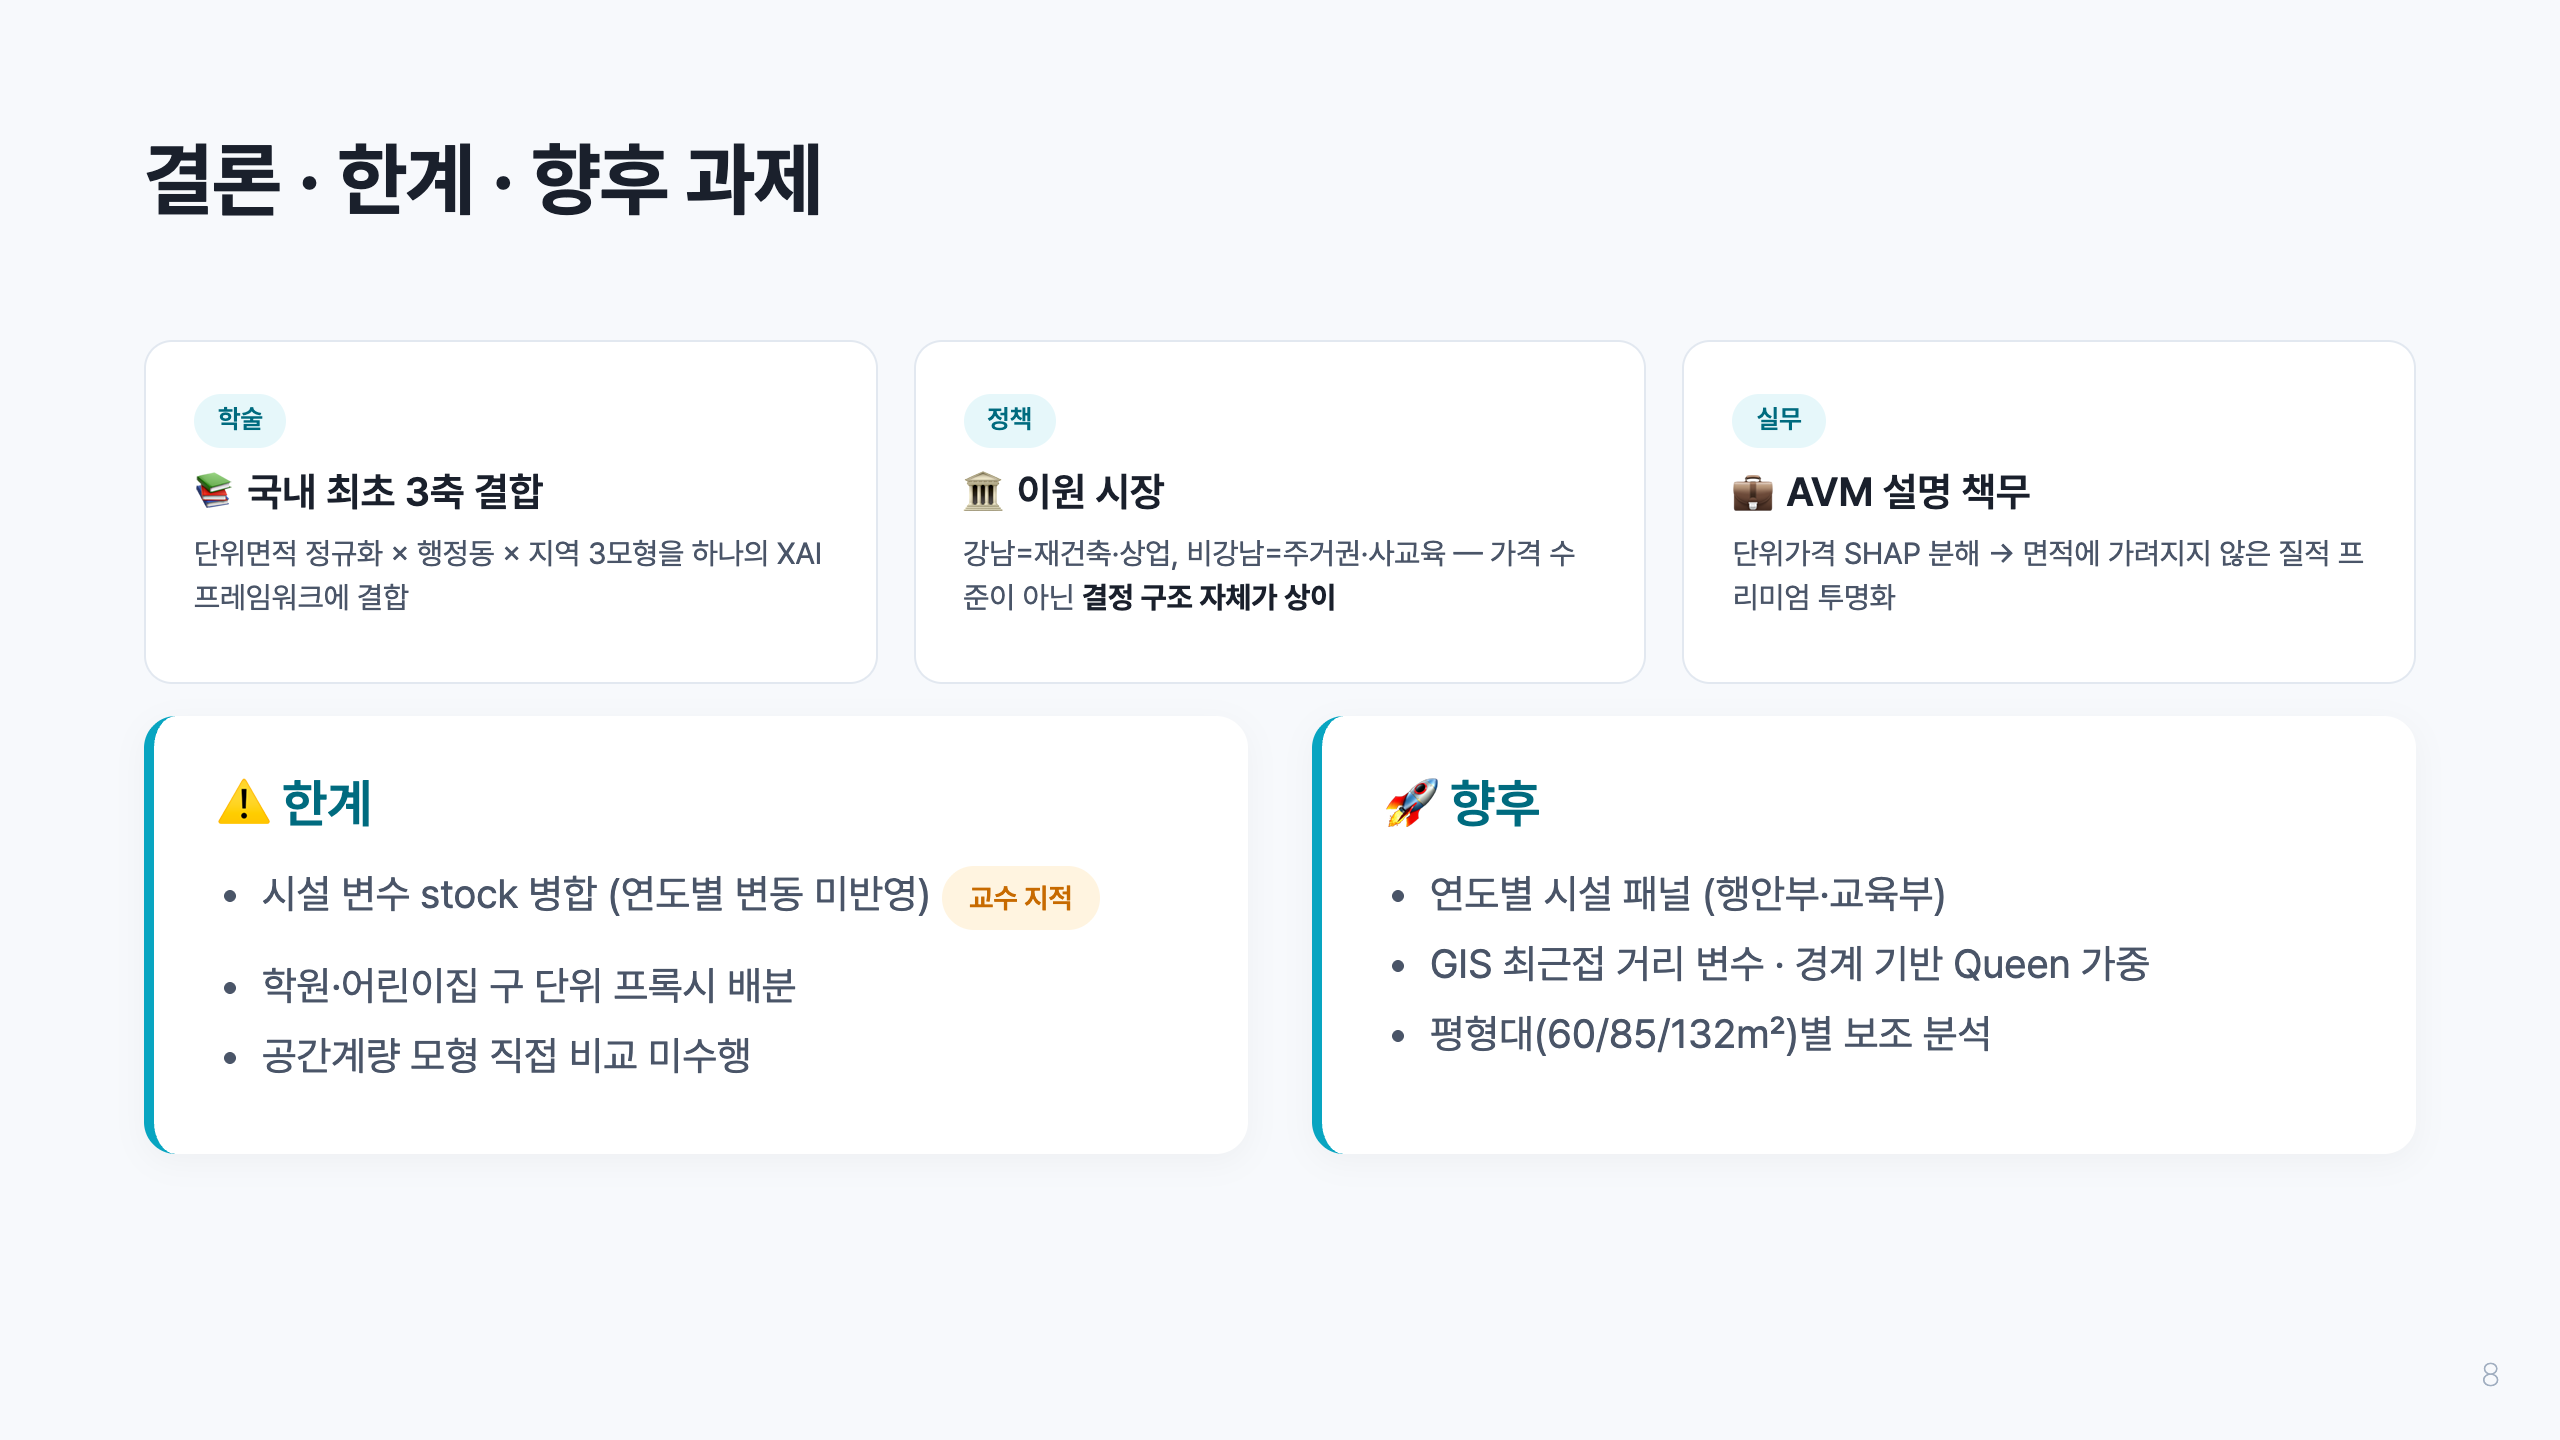 결론 · 한계 · 향후 과제
학술
📚 국내 최초 3축 결합
단위면적 정규화 × 행정동 × 지역 3모형을 하나의 XAI
프레임워크에 결합
정책
🏛️ 이원 시장
강남=재건축·상업, 비강남=주거권·사교육 — 가격 수
준이 아닌 결정 구조 자체가 상이
실무
💼 AVM 설명 책무
단위가격 SHAP 분해 → 면적에 가려지지 않은 질적 프
리미엄 투명화
⚠️ 한계
• 시설 변수 stock 병합 (연도별 변동 미반영) 교수 지적
• 학원·어린이집 구 단위 프록시 배분
• 공간계량 모형 직접 비교 미수행
🚀 향후
• 연도별 시설 패널 (행안부·교육부)
• GIS 최근접 거리 변수 · 경계 기반 Queen 가중
• 평형대(60/85/132m²)별 보조 분석
8